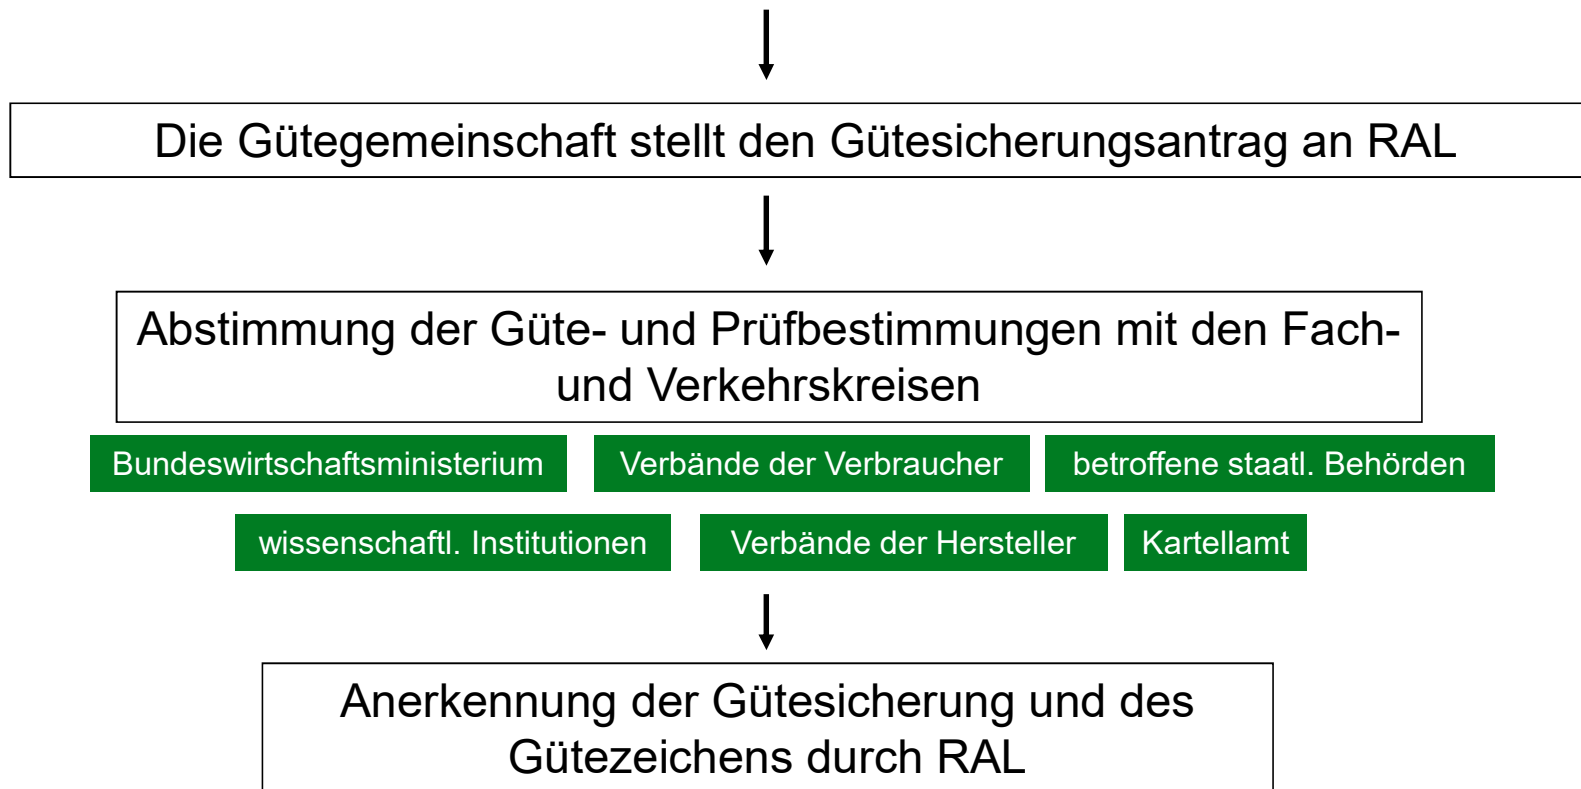 Die Gütegemeinschaft stellt den Gütesicherungsantrag an RAL
Abstimmung der Güte- und Prüfbestimmungen mit den Fach-
und Verkehrskreisen
Bundeswirtschaftsministerium
Verbände der Verbraucher
betroffene staatl. Behörden
wissenschaftl. Institutionen
Verbände der Hersteller
Kartellamt
Anerkennung der Gütesicherung und des
Gütezeichens durch RAL